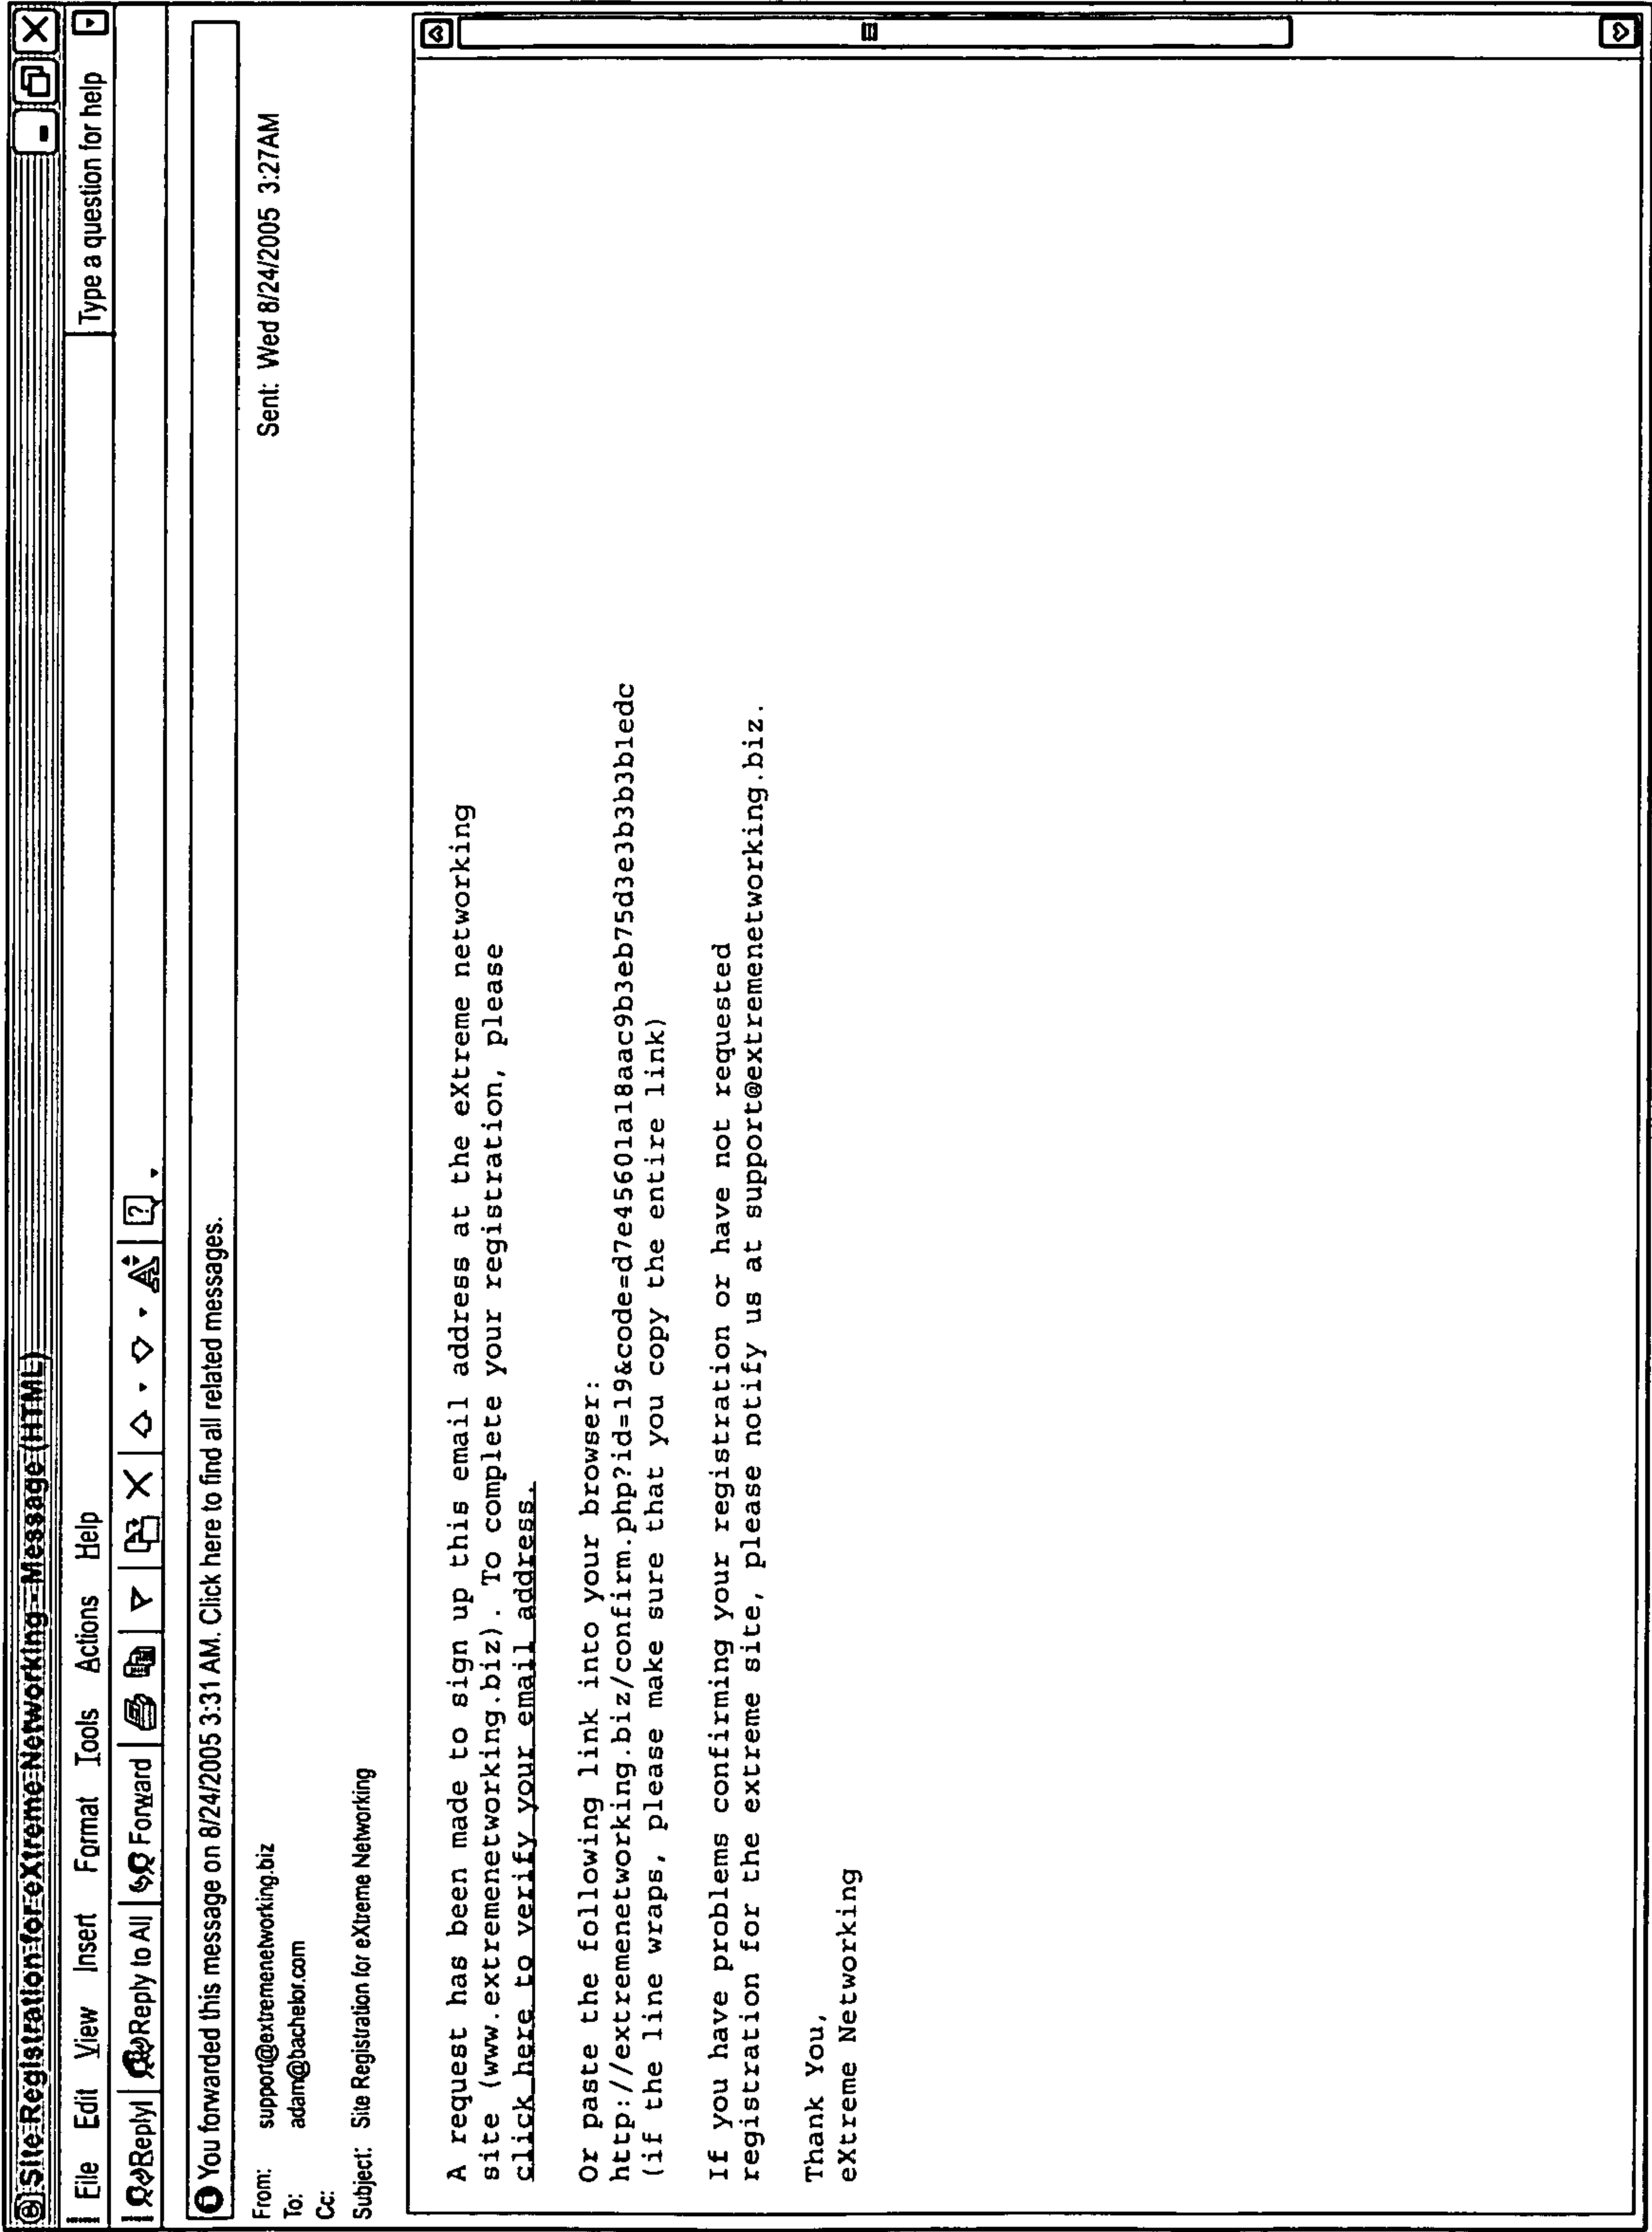 Site Registration for eXtreme Networking - Message (HTML)
File Edit View Insert Format Tools Actions Help
Type a question for help
Reply Reply to All Forward
You forwarded this message on 8/24/2005 3:31 AM. Click here to find all related messages.
From: support@extremenetworking.biz
Sent: Wed 8/24/2005 3:27AM
To: adam@bachelor.com
Cc:
Subject: Site Registration for eXtreme Networking
A request has been made to sign up this email address at the eXtreme networking
site (www.extremenetworking.biz). To complete your registration, please
click here to verify your email address.
Or paste the following link into your browser:
http://extremenetworking.biz/confirm.php?id=19&code=d7e45601a18aac9b3eb75d3e3b3b1edc
(if the line wraps, please make sure that you copy the entire link)
If you have problems confirming your registration or have not requested
registration for the extreme site, please notify us at support@extremenetworking.biz.
Thank You,
eXtreme Networking